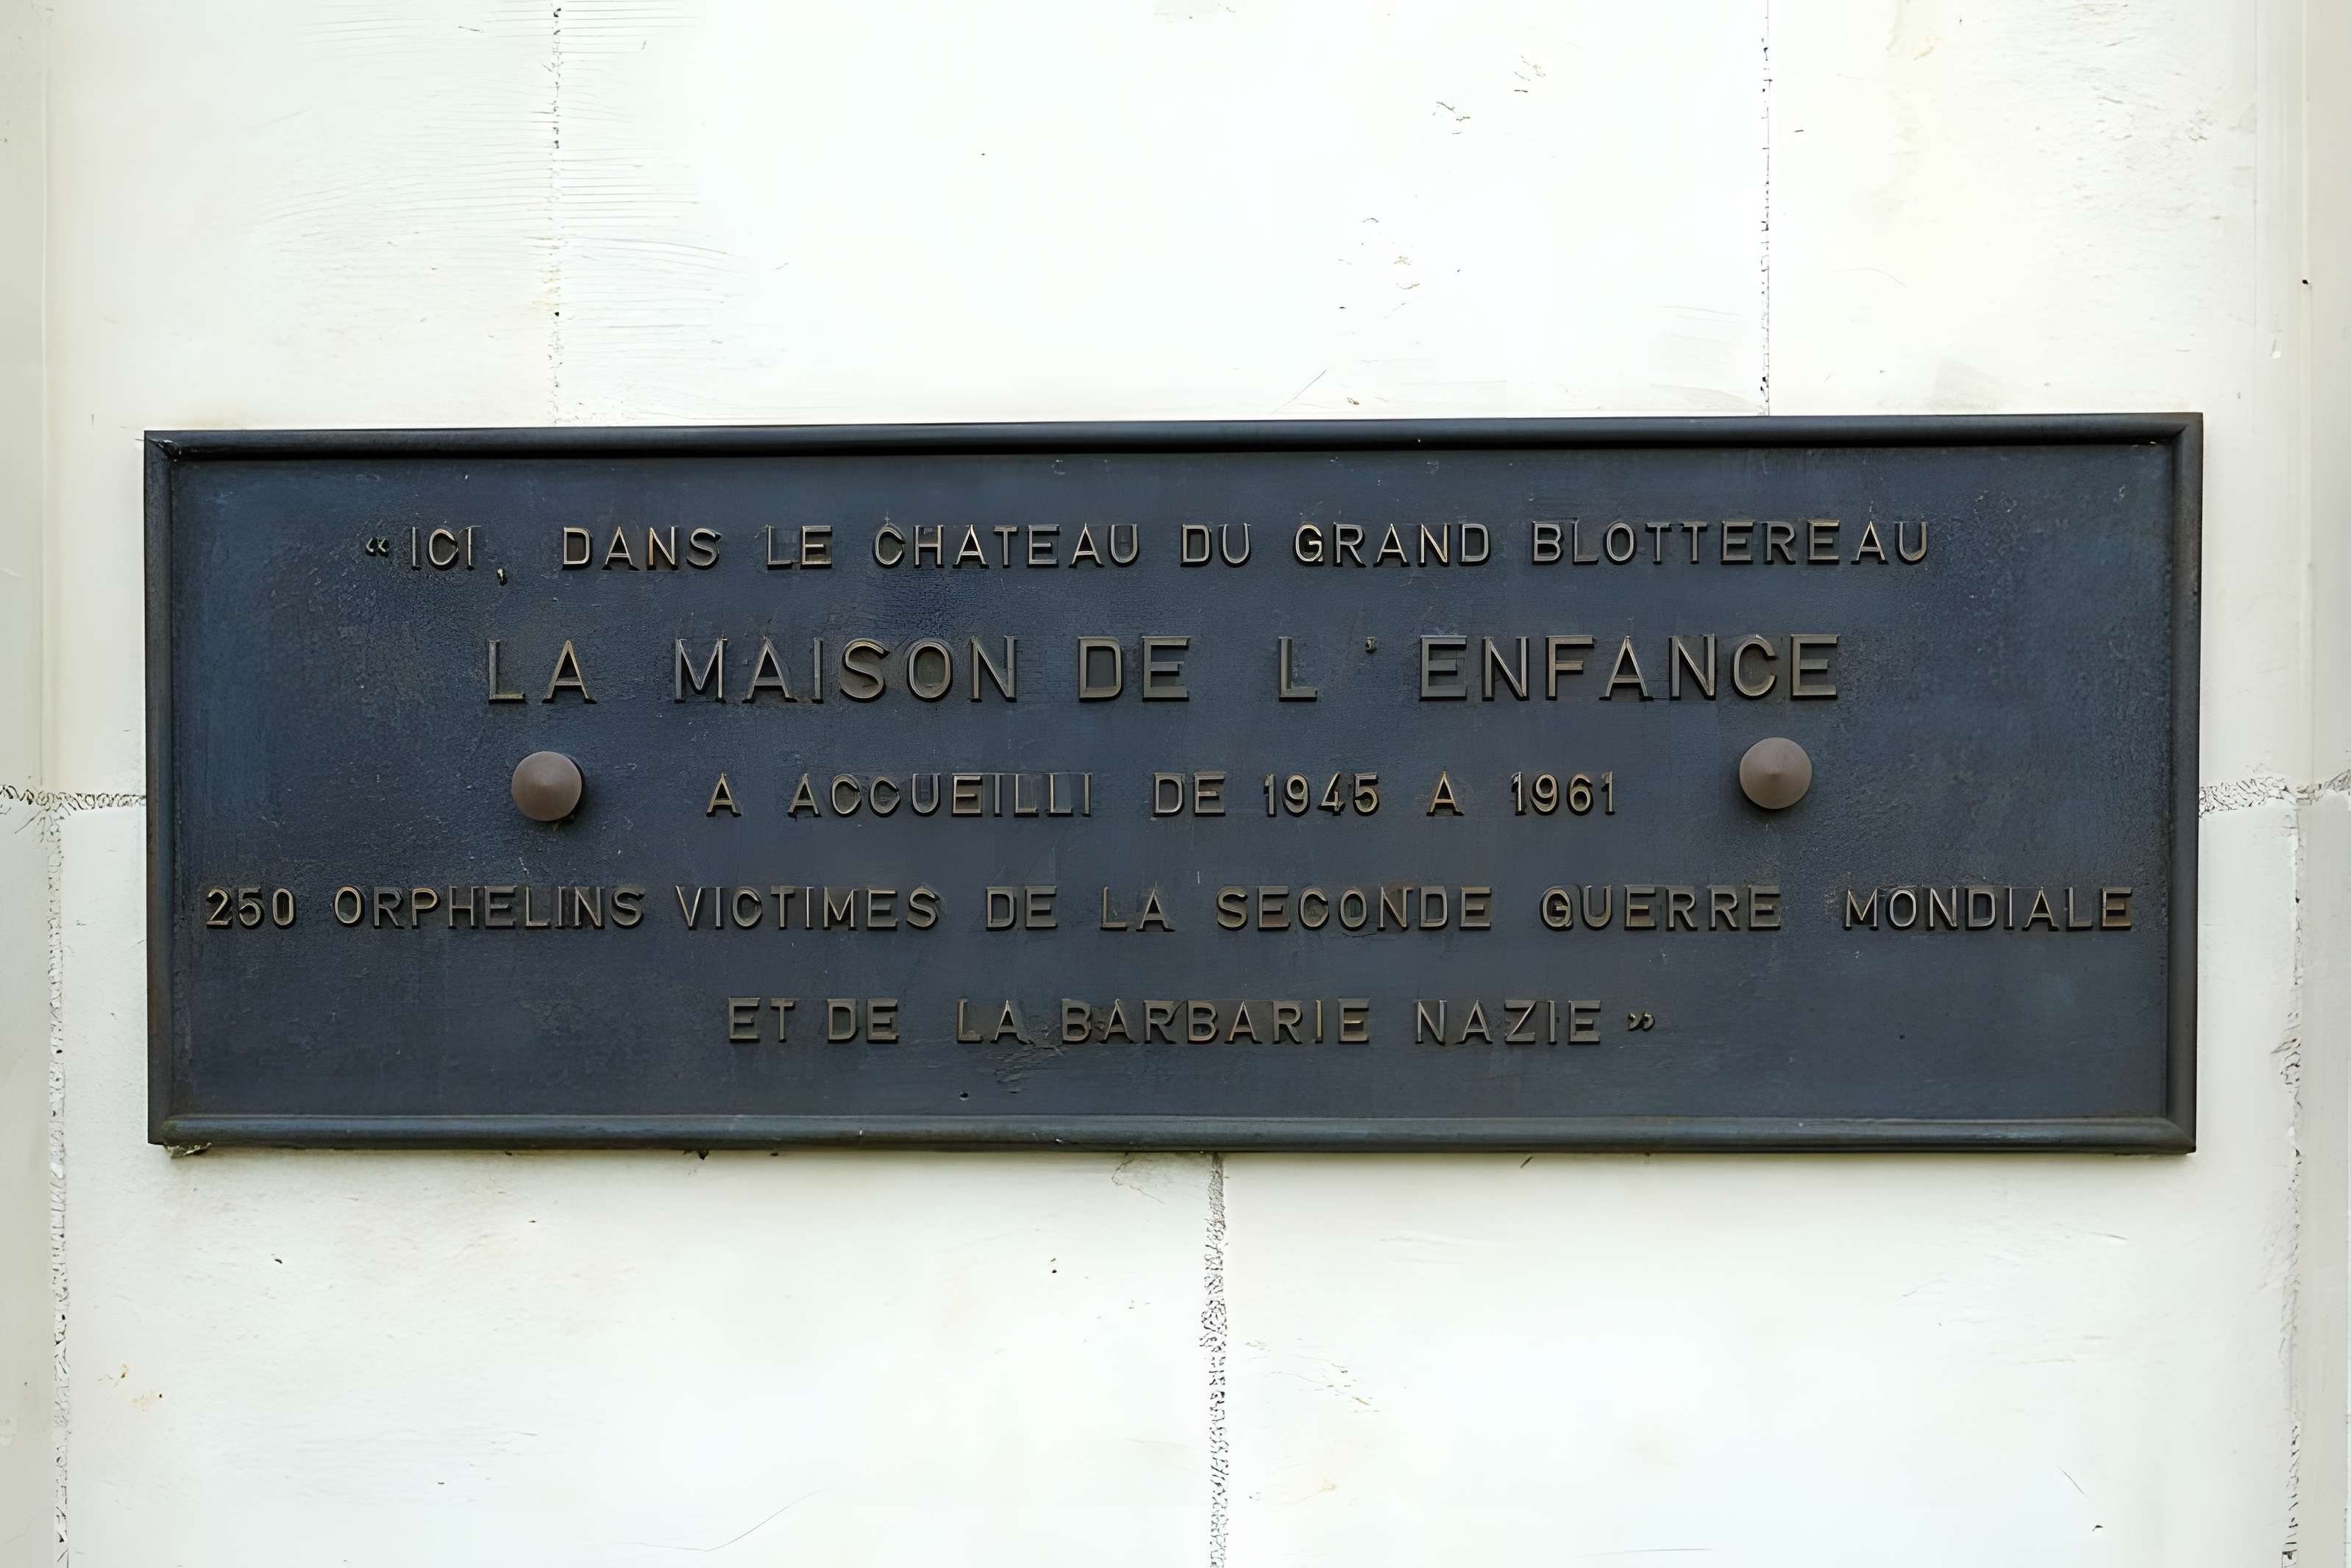 “ICI, DANS LE CHATEAU DU GRAND BLOTTEREAU
LA MAISON DE L'ENFANCE
A ACCUEILLI DE 1945 A 1961
250 ORPHELINS VICTIMES DE LA SECONDE GUERRE MONDIALE
ET DE LA BARBARIE NAZIE”